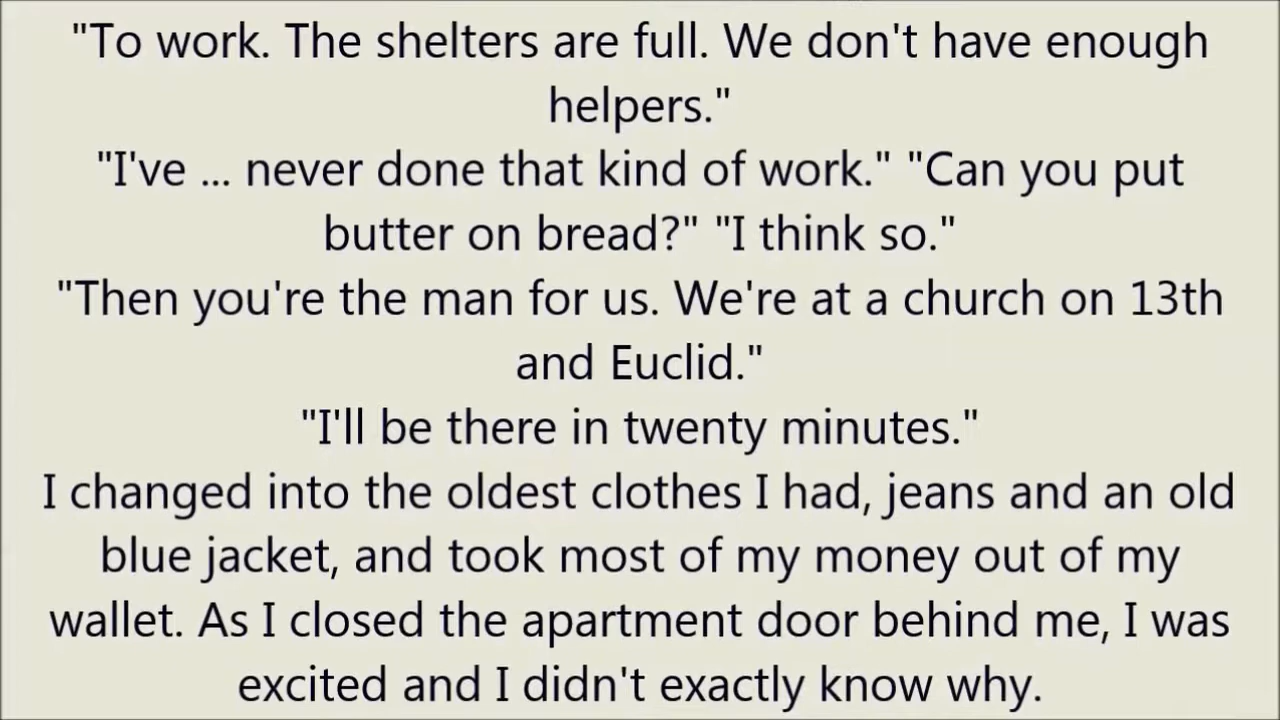 "To work. The shelters are full. We don't have enough
helpers."
"I've ... never done that kind of work." "Can you put
butter on bread?" "I think so."
"Then you're the man for us. We're at a church on 13th
and Euclid."
"I'll be there in twenty minutes."
I changed into the oldest clothes I had, jeans and an old
blue jacket, and took most of my money out of my
wallet. As I closed the apartment door behind me, I was
excited and I didn't exactly know why.